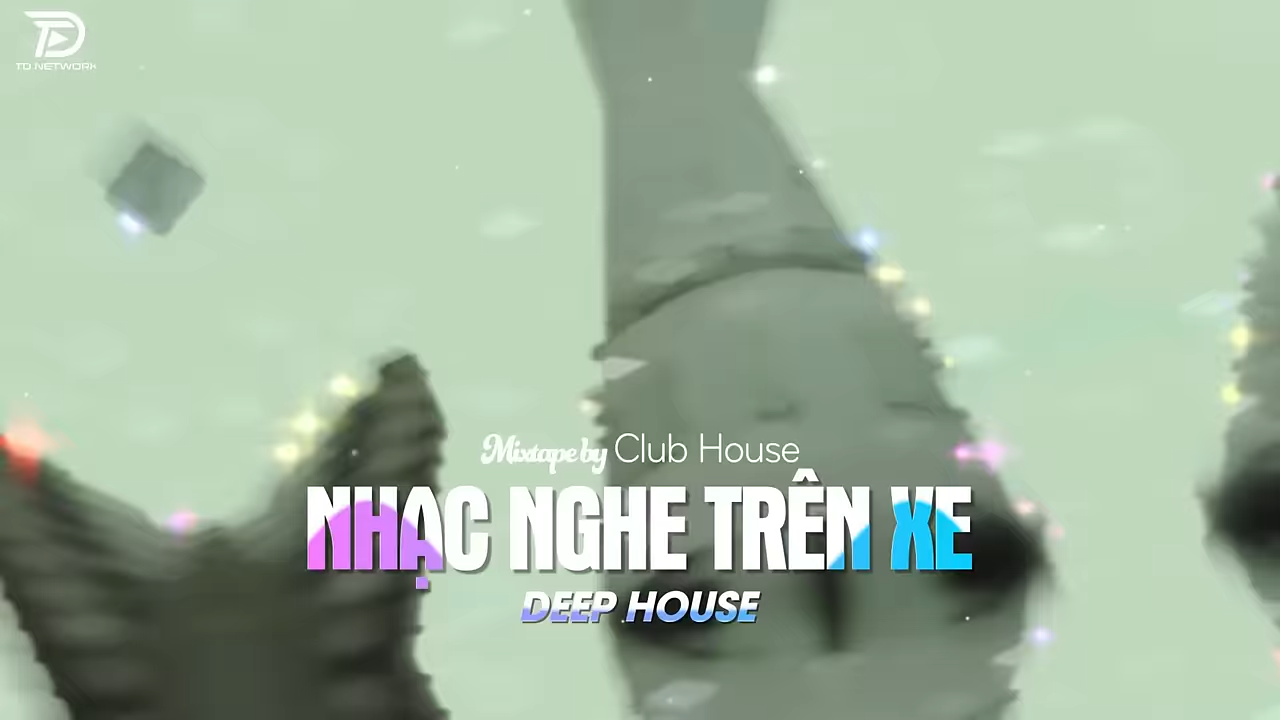 TD NETWORK
Mixtape by Club House
NHẠC NGHE TRÊN XE
DEEP HOUSE